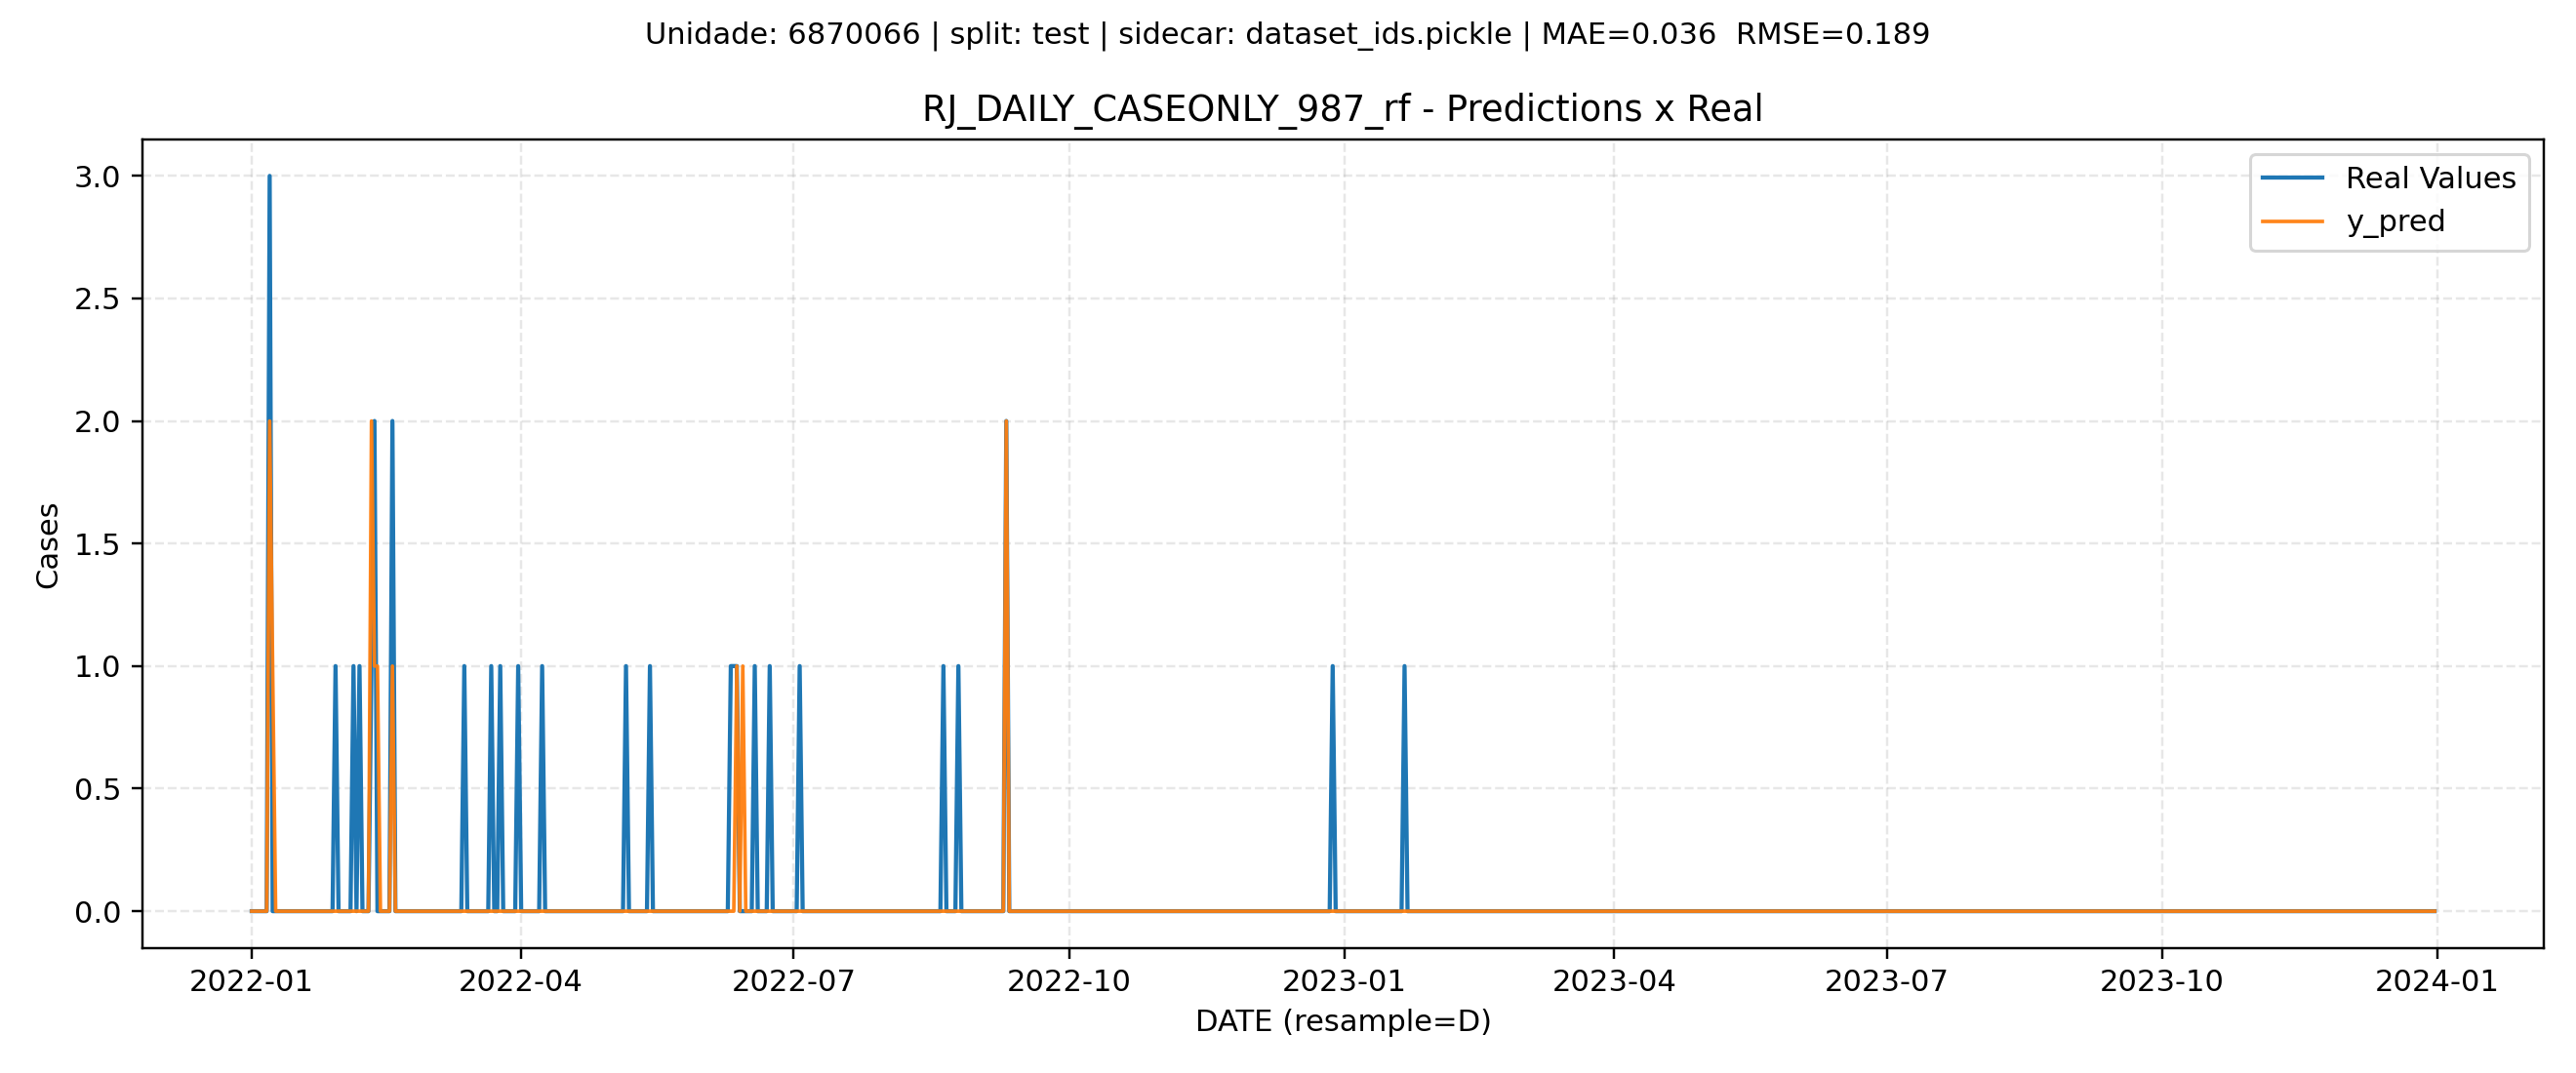 Unidade: 6870066 | split: test | sidecar: dataset_ids.pickle | MAE=0.036  RMSE=0.189
RJ_DAILY_CASEONLY_987_rf - Predictions x Real
Real Values
y_pred
Cases
3.0
2.5
2.0
1.5
1.0
0.5
0.0
2022-01 2022-04 2022-07 2022-10 2023-01 2023-04 2023-07 2023-10 2024-01
DATE (resample=D)